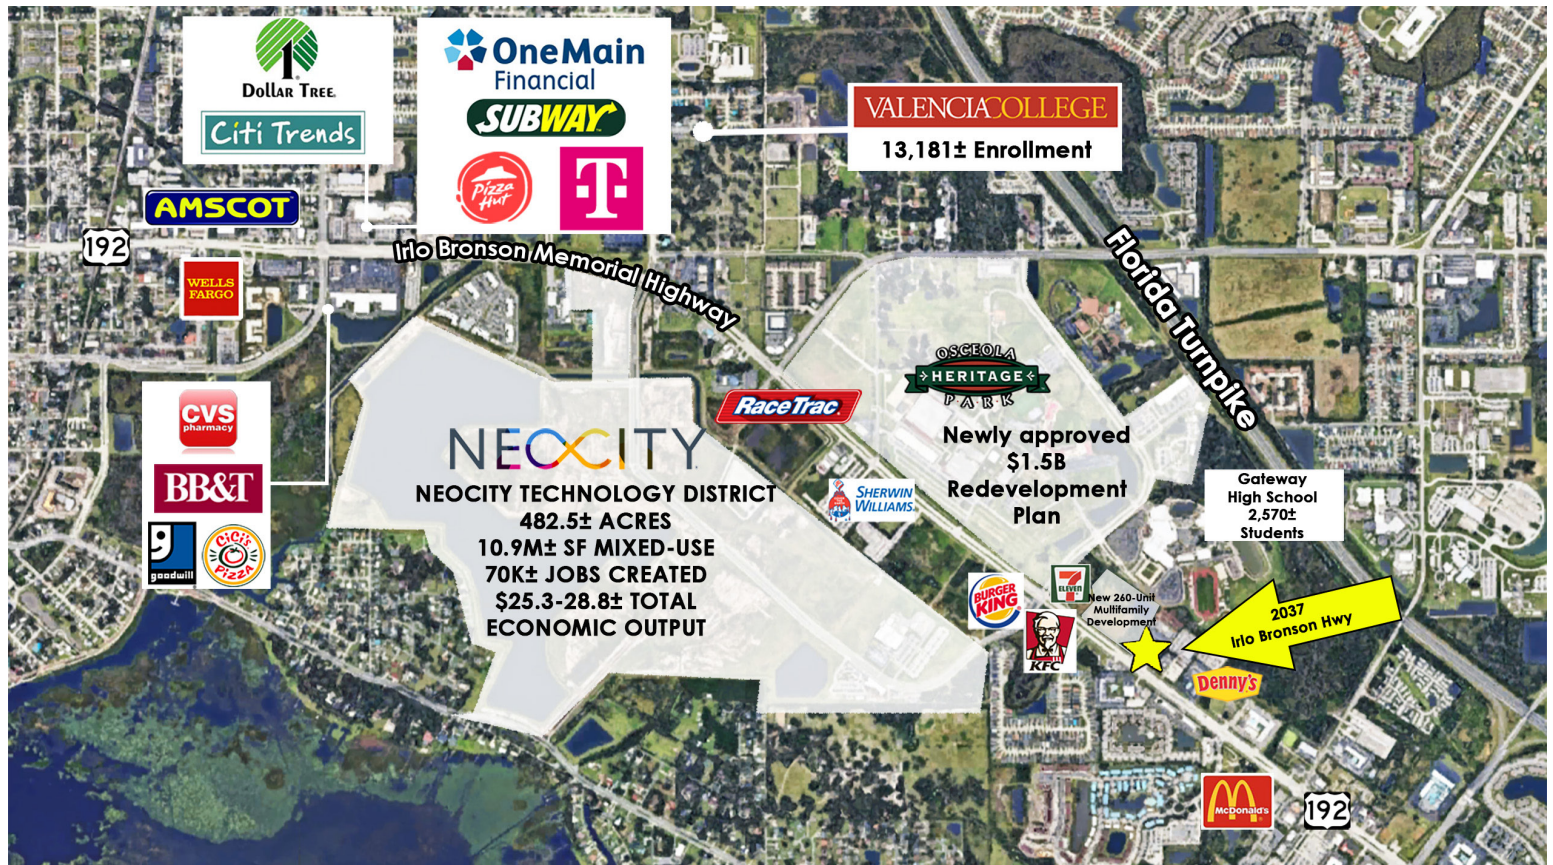 DOLLAR TREE
Citi Trends
OneMain
Financial
SUBWAY
Pizza
Hut
T
VALENCIACOLLEGE
13,181± Enrollment
AMSCOT
192
WELLS
FARGO
Irlo Bronson Memorial Highway
Florida Turnpike
CVS
pharmacy
BB&T
goodwill
CiCi's
PIZZA
RaceTrac
OSCEOLA
HERITAGE
PARK
Newly approved
$1.5B
Redevelopment
Plan
NEOCITY
NEOCITY TECHNOLOGY DISTRICT
482.5± ACRES
10.9M± SF MIXED-USE
70K± JOBS CREATED
$25.3-28.8± TOTAL
ECONOMIC OUTPUT
SHERWIN
WILLIAMS.
Gateway
High School
2,570±
Students
BURGER
KING
7
ELEVEN
KFC
New 260-Unit
Multifamily
Development
2037
Irlo Bronson Hwy
Denny's
McDonald's
192